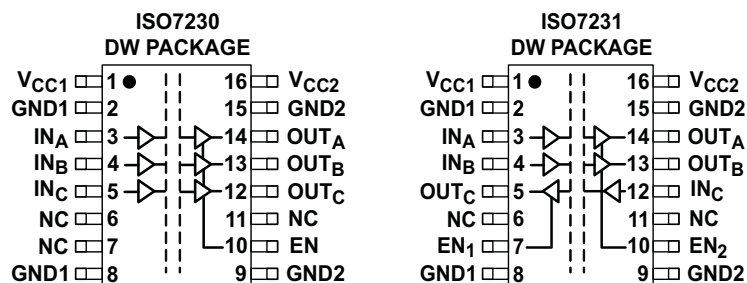 ISO7230
DW PACKAGE
VCC1 1 16 VCC2
GND1 2 15 GND2
INA 3 14 OUTA
INB 4 13 OUTB
INC 5 12 OUTC
NC 6 11 NC
NC 7 10 EN
GND1 8 9 GND2
ISO7231
DW PACKAGE
VCC1 1 16 VCC2
GND1 2 15 GND2
INA 3 14 OUTA
INB 4 13 OUTB
OUTC 5 12 INC
NC 6 11 NC
EN1 7 10 EN2
GND1 8 9 GND2